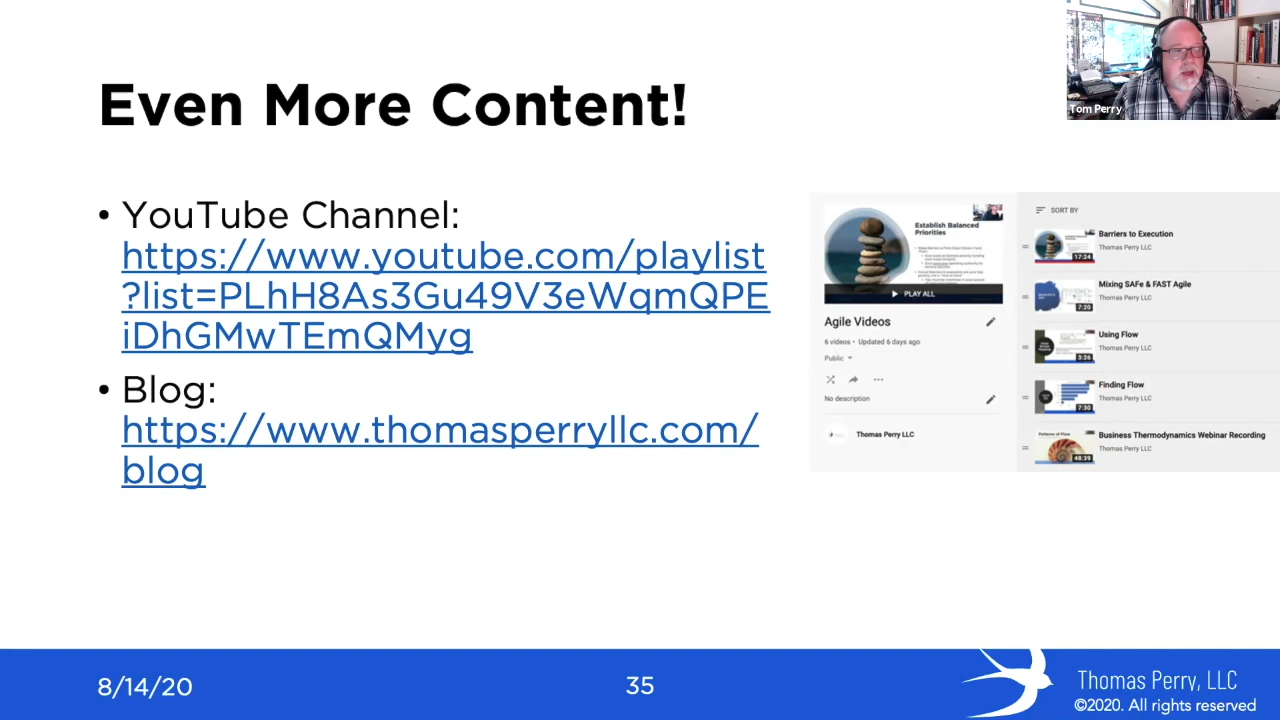 Even More Content!
Tom Perry
• YouTube Channel:
https://www.youtube.com/playlist
?list=PLhH8As3Gu49V3eWqmQPE
iDhGMwTEmQMyg
• Blog:
https://www.thomasperryllc.com/
blog
Establish Balanced
Priorities
PLAY ALL
Agile Videos
6 videos • Updated 6 days ago
Public
No description
Thomas Perry LLC
SORT BY
Barriers to Execution
Thomas Perry LLC
17:24
Mixing SAFe & FAST Agile
Thomas Perry LLC
7:30
Using Flow
Thomas Perry LLC
3:26
Finding Flow
Thomas Perry LLC
7:30
Business Thermodynamics Webinar Recording
Patterns of Flow
Thomas Perry LLC
48:39
8/14/20
35
Thomas Perry, LLC
©2020. All rights reserved